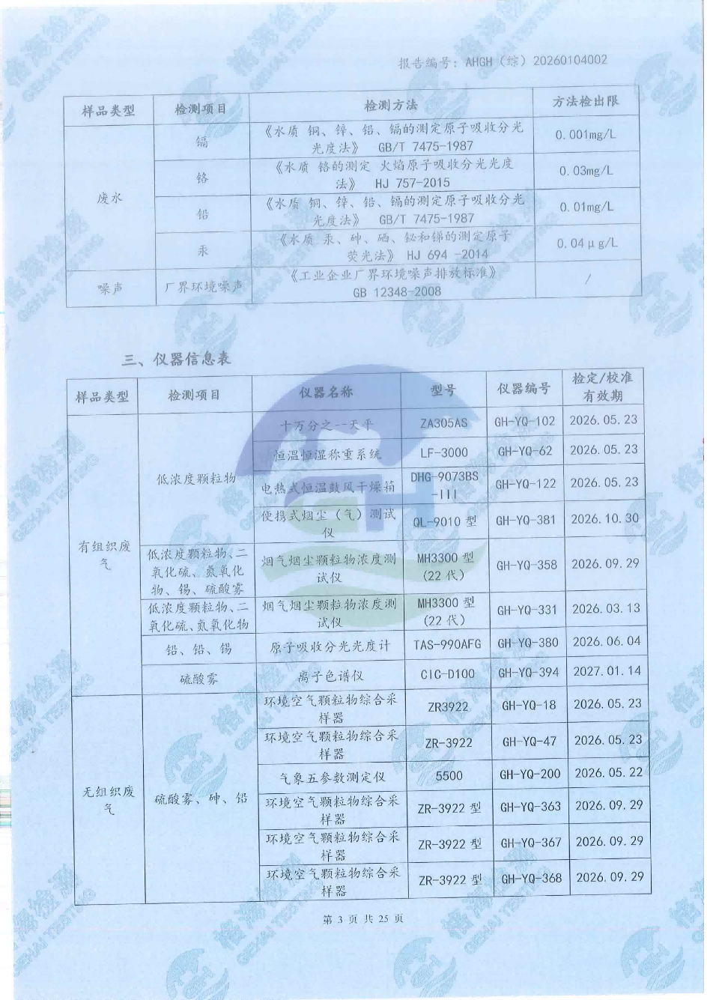 报告编号: AHGH（综）20260104002
样品类型 检测项目 检测方法 方法检出限
废水
镉 《水质 铜、锌、铅、镉的测定原子吸收分光 0.001mg/L
光度法》 GB/T 7475-1987
铬 《水质 铬的测定 火焰原子吸收分光光度 0.03mg/L
法》 HJ 757-2015
铅 《水质 铜、锌、铅、镉的测定原子吸收分光 0.01mg/L
光度法》 GB/T 7475-1987
汞 《水质 汞、砷、硒、铋和锑的测定原子 0.04μg/L
荧光法》 HJ 694 -2014
噪声 厂界环境噪声 《工业企业厂界环境噪声排放标准》 /
GB 12348-2008
三、仪器信息表
样品类型 检测项目 仪器名称 型号 仪器编号 检定/校准
有效期
有组织废
气
低浓度颗粒物
十万分之一天平 ZA305AS GH-YQ-102 2026.05.23
恒温恒湿称重系统 LF-3000 GH-YQ-62 2026.05.23
电热式恒温鼓风干燥箱 DHG-9073BS GH-YQ-122 2026.05.23
-III
便携式烟尘（气）测试 QL-9010 型 GH-YQ-381 2026.10.30
仪
低浓度颗粒物、二
氧化硫、氮氧化
物、锡、硫酸雾
烟气烟尘颗粒物浓度测 MH3300 型 GH-YQ-358 2026.09.29
试仪 (22 代)
低浓度颗粒物、二
氧化硫、氮氧化物
烟气烟尘颗粒物浓度测 MH3300 型 GH-YQ-331 2026.03.13
试仪 (22 代)
铅、铅、锡 原子吸收分光光度计 TAS-990AFG GH-YQ-380 2026.06.04
硫酸雾 离子色谱仪 CIC-D100 GH-YQ-394 2027.01.14
无组织废
气
硫酸雾、砷、铅
环境空气颗粒物综合采 ZR3922 GH-YQ-18 2026.05.23
样器
环境空气颗粒物综合采 ZR-3922 GH-YQ-47 2026.05.23
样器
气象五参数测定仪 5500 GH-YQ-200 2026.05.22
环境空气颗粒物综合采 ZR-3922 型 GH-YQ-363 2026.09.29
样器
环境空气颗粒物综合采 ZR-3922 型 GH-YQ-367 2026.09.29
样器
环境空气颗粒物综合采 ZR-3922 型 GH-YQ-368 2026.09.29
样器
第 3 页 共 25 页
格海检测
GEHAI TESTING